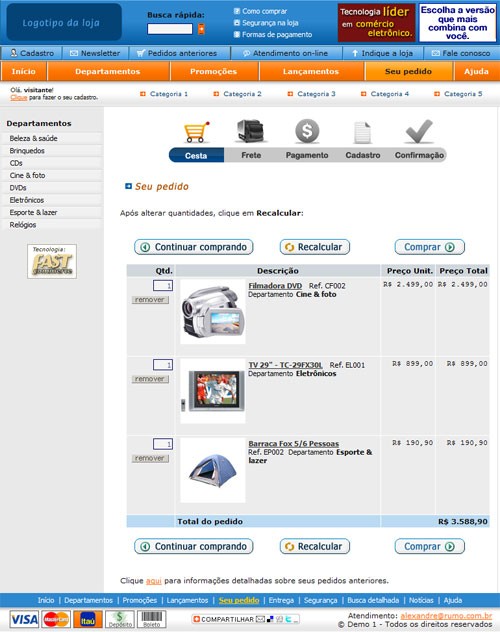 Logotipo da loja
Busca rápida:
Como comprar
Segurança na loja
Formas de pagamento
Tecnologia líder
em comércio
eletrônico.
Escolha a versão
que mais
combina com
você.
Cadastro
Newsletter
Pedidos anteriores
Atendimento on-line
Indique a loja
Fale conosco
Início
Departamentos
Promoções
Lançamentos
Seu pedido
Ajuda
Olá, visitante!
Clique para fazer o seu cadastro.
Categoria 1
Categoria 2
Categoria 3
Categoria 4
Categoria 5
Departamentos
Beleza & saúde
Brinquedos
CDs
Cine & foto
DVDs
Eletrônicos
Esporte & lazer
Relógios
Tecnologia:
FAST
commerce
Cesta
Frete
Pagamento
Cadastro
Confirmação
Seu pedido
Após alterar quantidades, clique em Recalcular:
Continuar comprando
Recalcular
Comprar
Qtd. Descrição Preço Unit. Preço Total
1 Filmadora DVD Ref. CF002 R$ 2.499,00 R$ 2.499,00
remover Departamento Cine & foto
1 TV 29" - TC-29FX30L Ref. EL001 R$ 899,00 R$ 899,00
remover Departamento Eletrônicos
1 Barraca Fox 5/6 Pessoas R$ 190,90 R$ 190,90
remover Ref. EP002 Departamento Esporte &
lazer
Total do pedido R$ 3.588,90
Continuar comprando
Recalcular
Comprar
Clique aqui para informações detalhadas sobre seus pedidos anteriores.
Início | Departamentos | Promoções | Lançamentos | Seu pedido | Entrega | Segurança | Busca detalhada | Notícias | Ajuda
VISA
MasterCard
Itaú
Depósito
Boleto
COMPARTILHAR
Atendimento: alexandre@rumo.com.br
© Demo 1 - Todos os direitos reservados